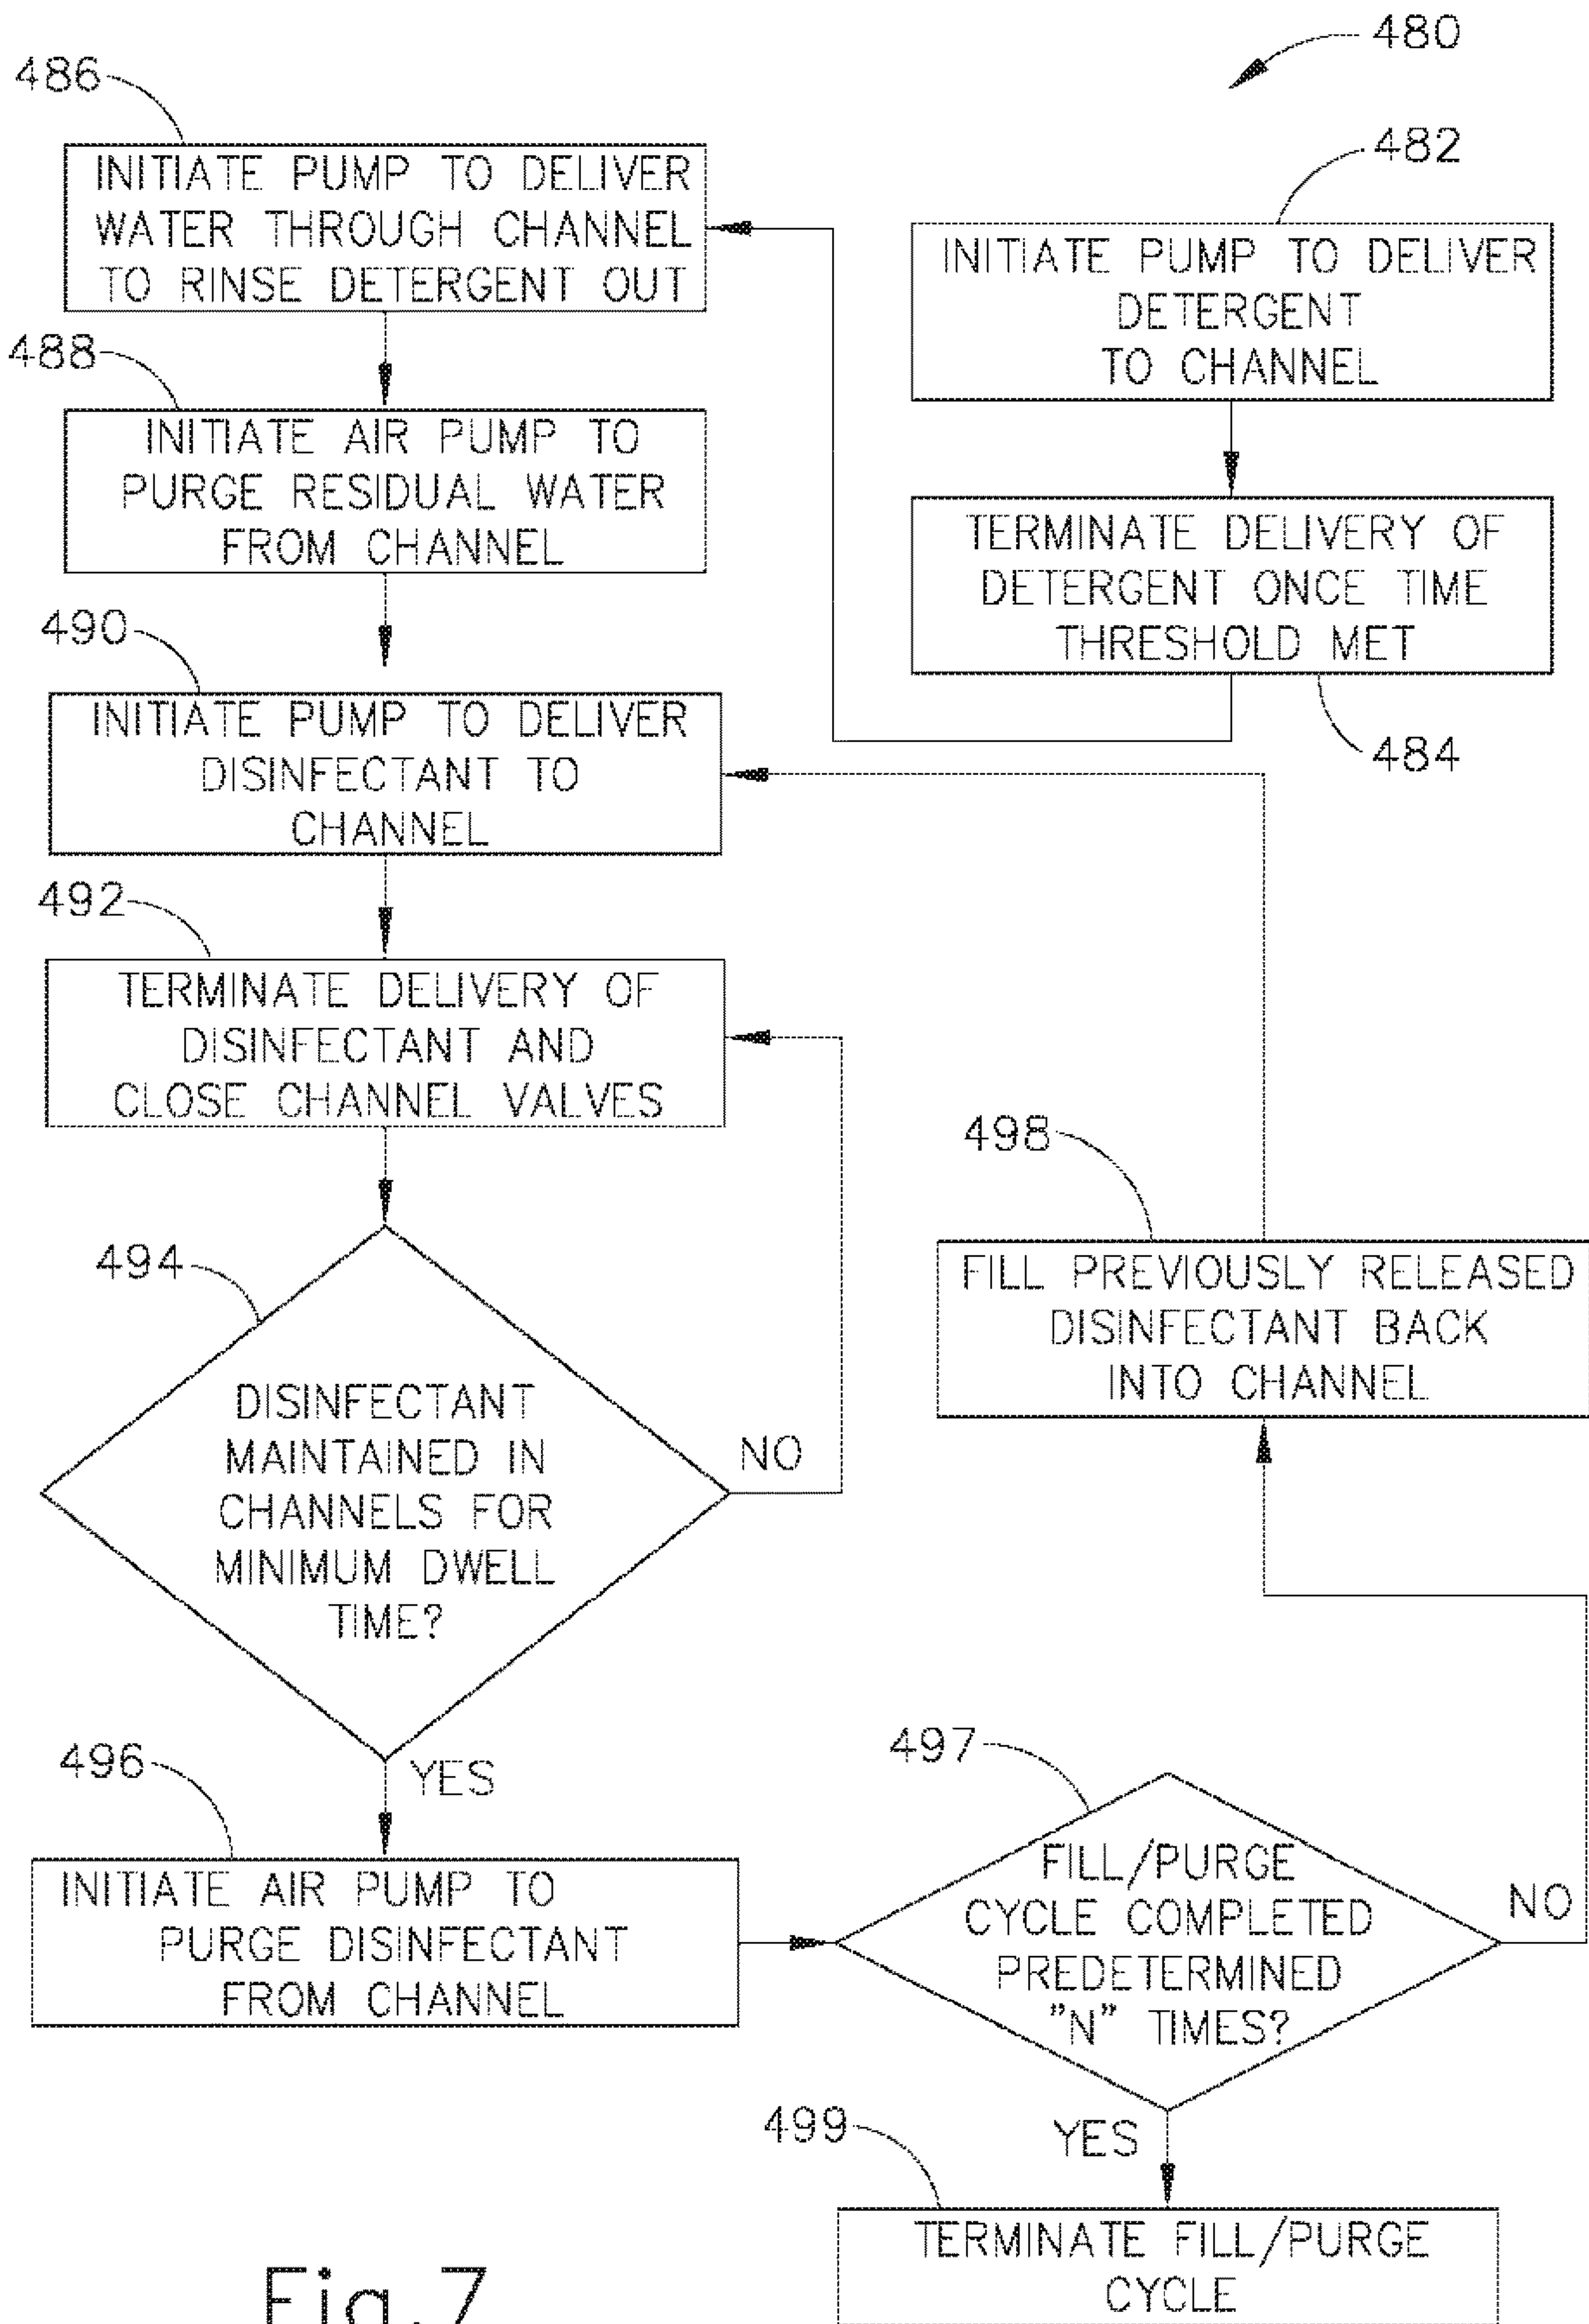 480
482
INITIATE PUMP TO DELIVER
DETERGENT
TO CHANNEL
484
TERMINATE DELIVERY OF
DETERGENT ONCE TIME
THRESHOLD MET
486
INITIATE PUMP TO DELIVER
WATER THROUGH CHANNEL
TO RINSE DETERGENT OUT
488
INITIATE AIR PUMP TO
PURGE RESIDUAL WATER
FROM CHANNEL
490
INITIATE PUMP TO DELIVER
DISINFECTANT TO
CHANNEL
492
TERMINATE DELIVERY OF
DISINFECTANT AND
CLOSE CHANNEL VALVES
494
DISINFECTANT
MAINTAINED IN
CHANNELS FOR
MINIMUM DWELL
TIME?
NO
YES
496
INITIATE AIR PUMP TO
PURGE DISINFECTANT
FROM CHANNEL
497
FILL/PURGE
CYCLE COMPLETED
PREDETERMINED
"N" TIMES?
NO
498
FILL PREVIOUSLY RELEASED
DISINFECTANT BACK
INTO CHANNEL
YES
499
TERMINATE FILL/PURGE
CYCLE
Fig.7